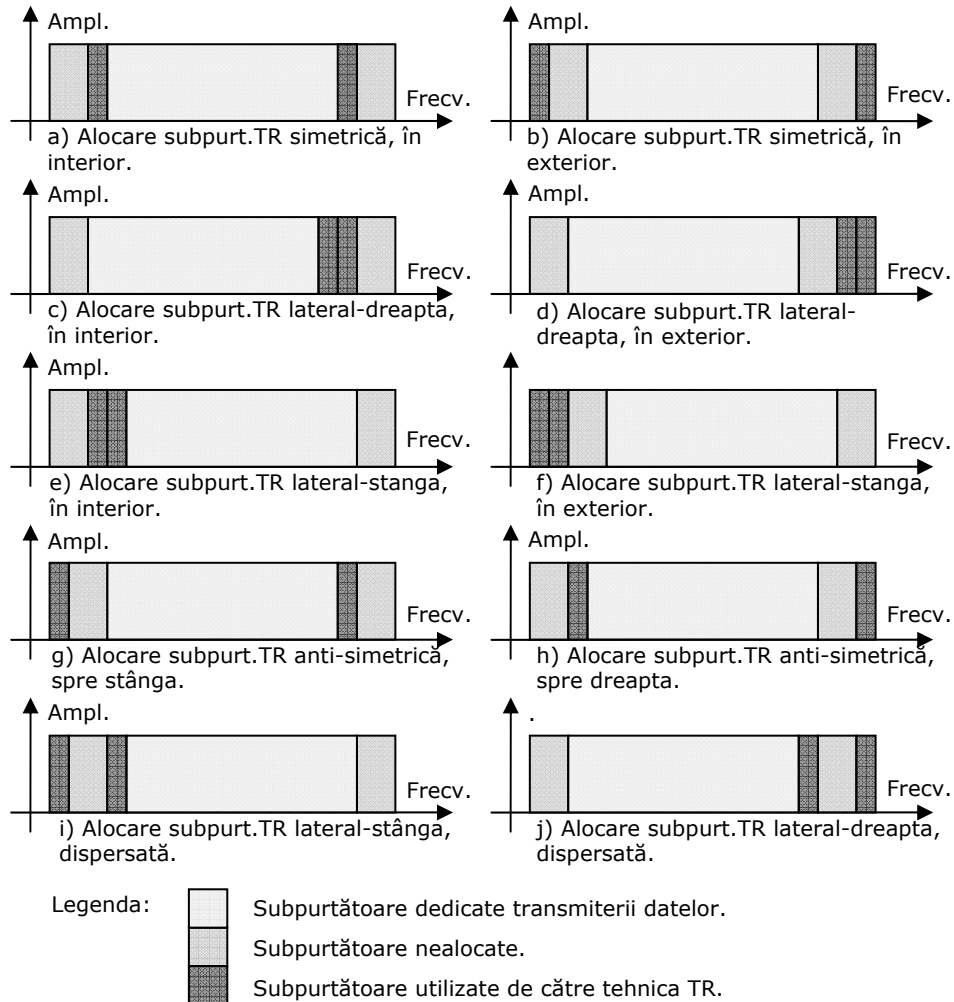 Ampl.
Frecv.
a) Alocare subpurt.TR simetrică, în
interior.
Ampl.
Frecv.
b) Alocare subpurt.TR simetrică, în
exterior.
Ampl.
Frecv.
c) Alocare subpurt.TR lateral-dreapta,
în interior.
Ampl.
Frecv.
d) Alocare subpurt.TR lateral-
dreapta, în exterior.
Ampl.
Frecv.
e) Alocare subpurt.TR lateral-stanga,
în interior.
Frecv.
f) Alocare subpurt.TR lateral-stanga,
în exterior.
Ampl.
Frecv.
g) Alocare subpurt.TR anti-simetrică,
spre stânga.
Ampl.
Frecv.
h) Alocare subpurt.TR anti-simetrică,
spre dreapta.
Ampl.
Frecv.
i) Alocare subpurt.TR lateral-stânga,
dispersată.
.
Frecv.
j) Alocare subpurt.TR lateral-dreapta,
dispersată.
Legenda:
Subpurtătoare dedicate transmiterii datelor.
Subpurtătoare nealocate.
Subpurtătoare utilizate de către tehnica TR.